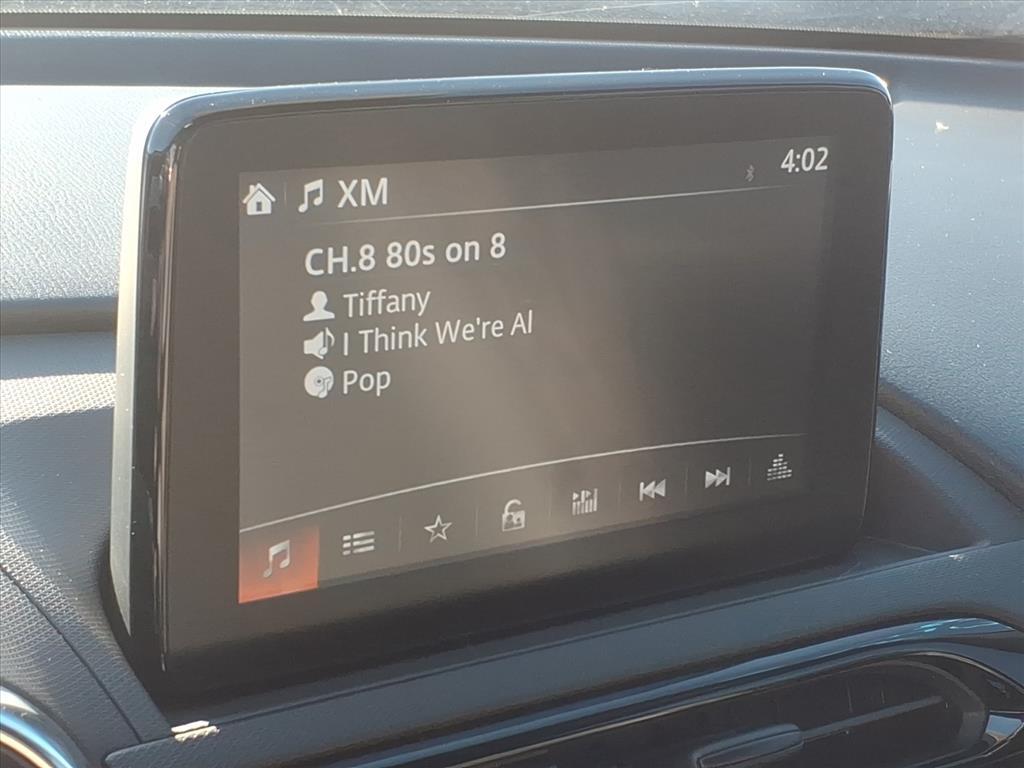 XM
4:02
CH.8 80s on 8
Tiffany
I Think We're Al
Pop